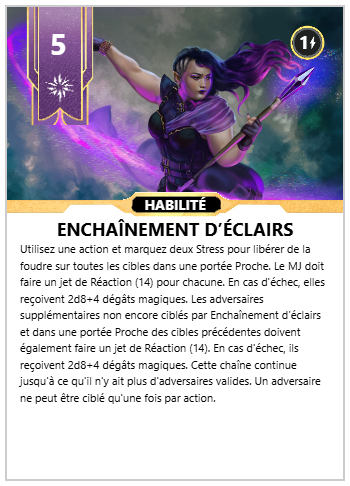 5
1
HABILITÉ
ENCHAÎNEMENT D'ÉCLAIRS
Utilisez une action et marquez deux Stress pour libérer de la
foudre sur toutes les cibles dans une portée Proche. Le MJ doit
faire un jet de Réaction (14) pour chacune. En cas d'échec, elles
reçoivent 2d8+4 dégâts magiques. Les adversaires
supplémentaires non encore ciblés par Enchaînement d'éclairs
et dans une portée Proche des cibles précédentes doivent
également faire un jet de Réaction (14). En cas d'échec, ils
reçoivent 2d8+4 dégâts magiques. Cette chaîne continue
jusqu'à ce qu'il n'y ait plus d'adversaires valides. Un adversaire
ne peut être ciblé qu'une fois par action.